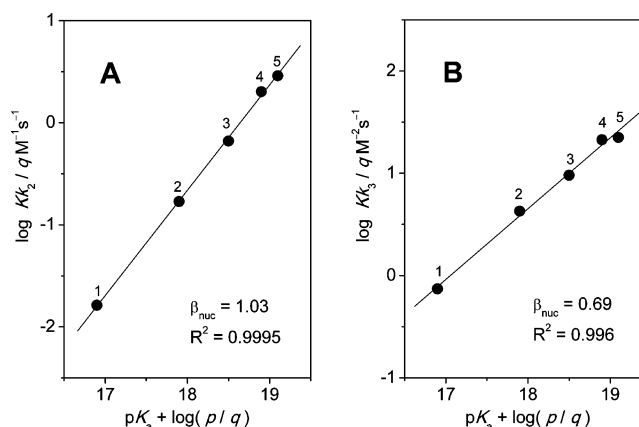 A
1
2
3
4
5
β_nuc = 1.03
R² = 0.9995
log Kk₂ / q M⁻¹s⁻¹
1
0
-1
-2
17
18
19
pKₐ + log( p / q )
B
1
2
3
4
5
β_nuc = 0.69
R² = 0.996
log Kk₃ / q M⁻²s⁻¹
2
1
0
-1
17
18
19
pKₐ + log( p / q )